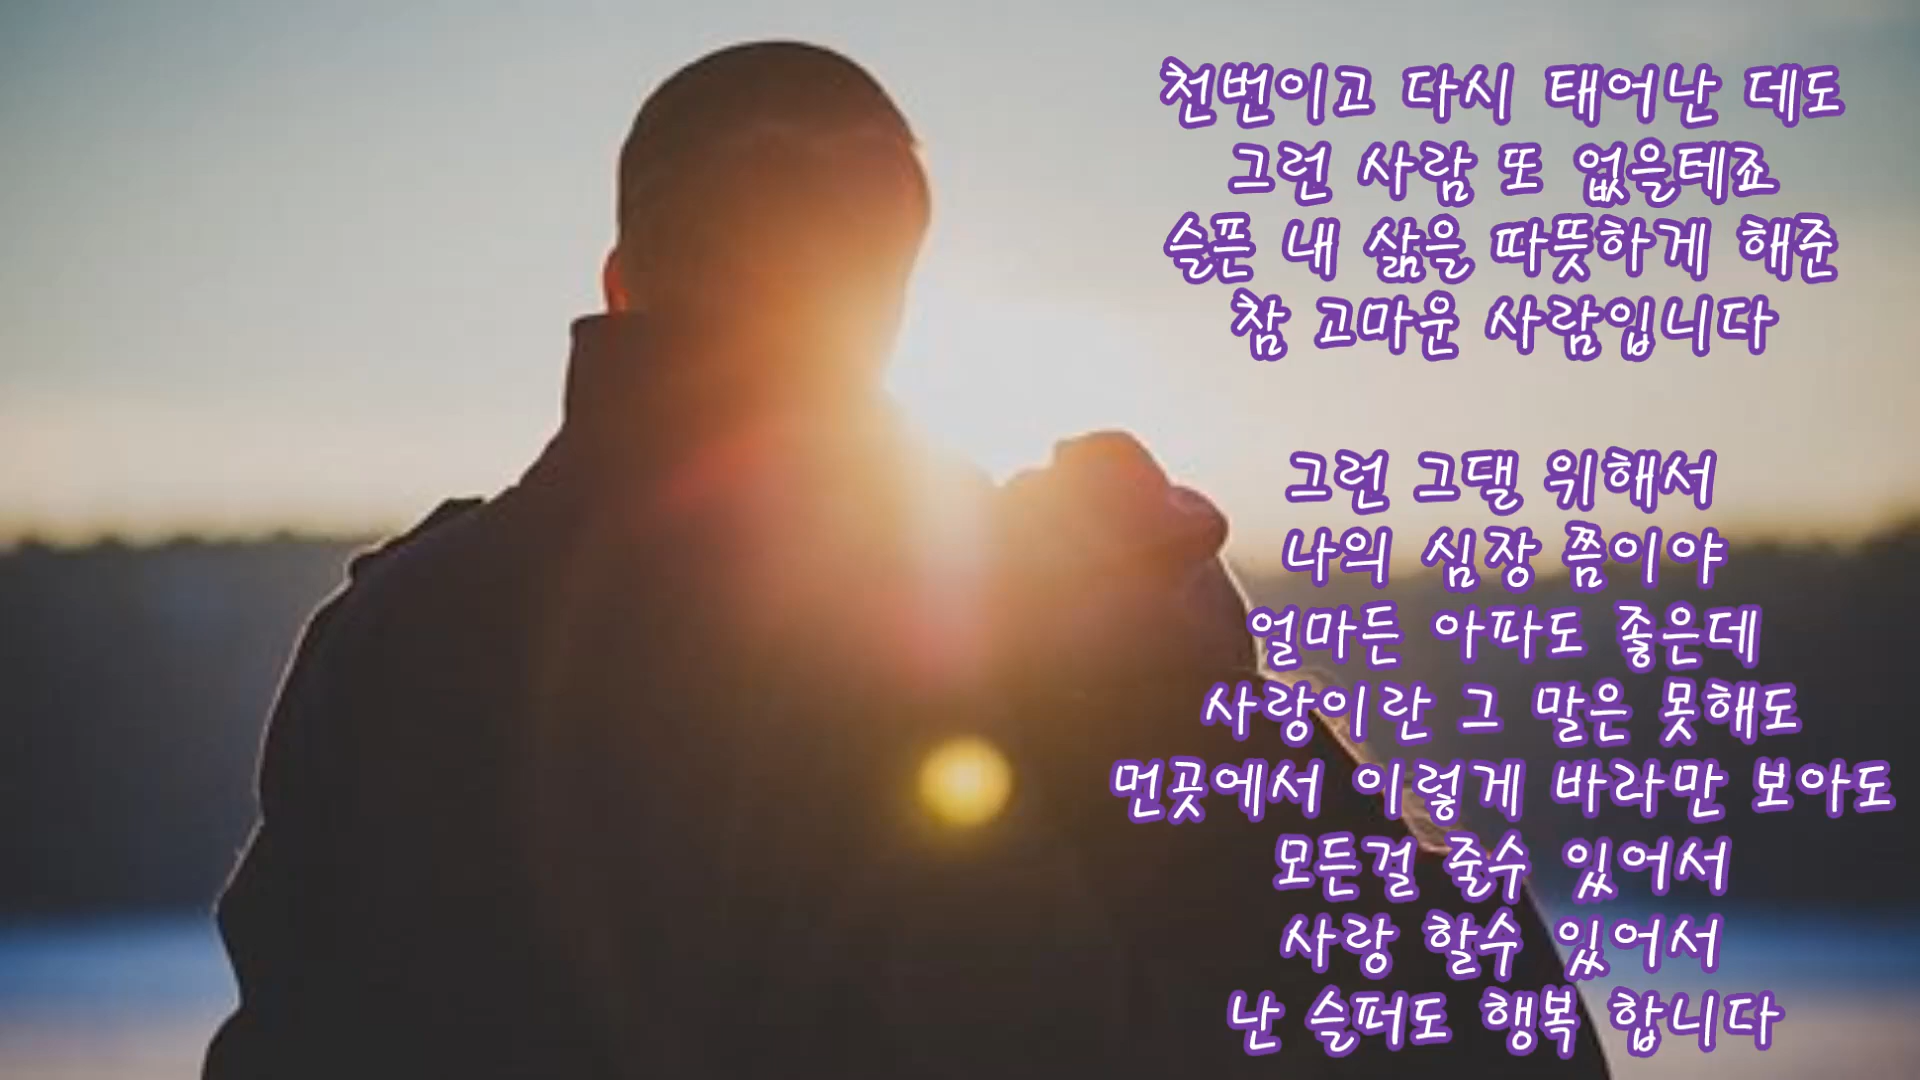 천번이고 다시 태어난 데도
그런 사람 또 없을테죠
슬픈 내 삶을 따뜻하게 해준
참 고마운 사람입니다
그런 그댈 위해서
나의 심장 쯤이야
얼마든 아파도 좋은데
사랑이란 그 말은 못해도
먼곳에서 이렇게 바라만 보아도
모든걸 줄수 있어서
사랑 할수 있어서
난 슬퍼도 행복 합니다